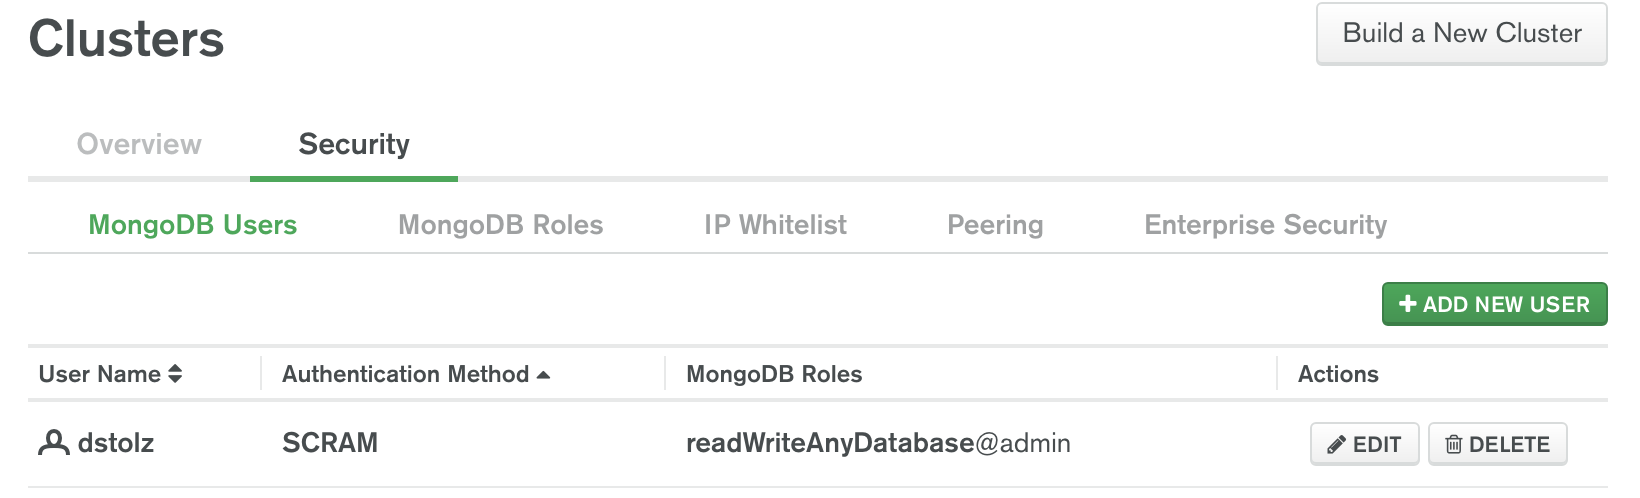 Clusters
Build a New Cluster
Overview Security
MongoDB Users MongoDB Roles IP Whitelist Peering Enterprise Security
ADD NEW USER
User Name Authentication Method MongoDB Roles Actions
dstolz SCRAM readWriteAnyDatabase@admin EDIT DELETE